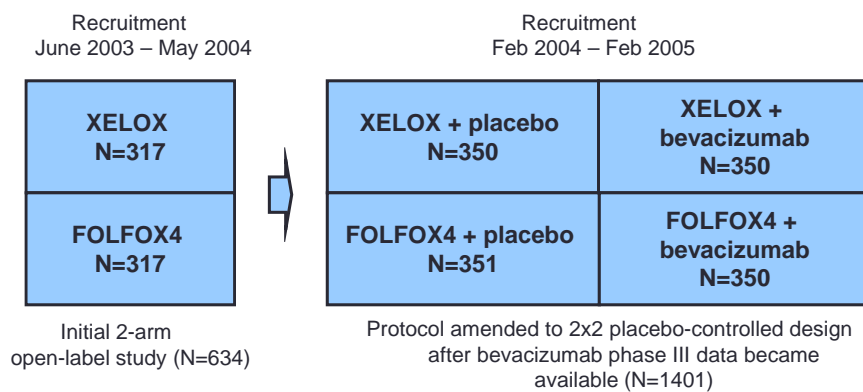 Recruitment
June 2003 – May 2004
Recruitment
Feb 2004 – Feb 2005
XELOX
N=317
FOLFOX4
N=317
XELOX + placebo
N=350
XELOX +
bevacizumab
N=350
FOLFOX4 + placebo
N=351
FOLFOX4 +
bevacizumab
N=350
Initial 2-arm
open-label study (N=634)
Protocol amended to 2x2 placebo-controlled design
after bevacizumab phase III data became
available (N=1401)